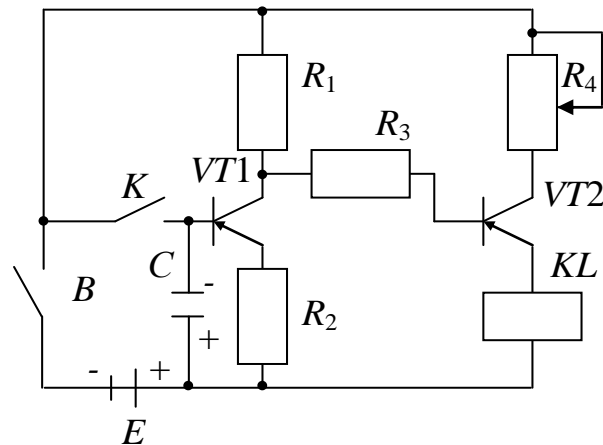 R1
R4
R3
VT1
K
VT2
C
-
KL
B
+
R2
- +
E